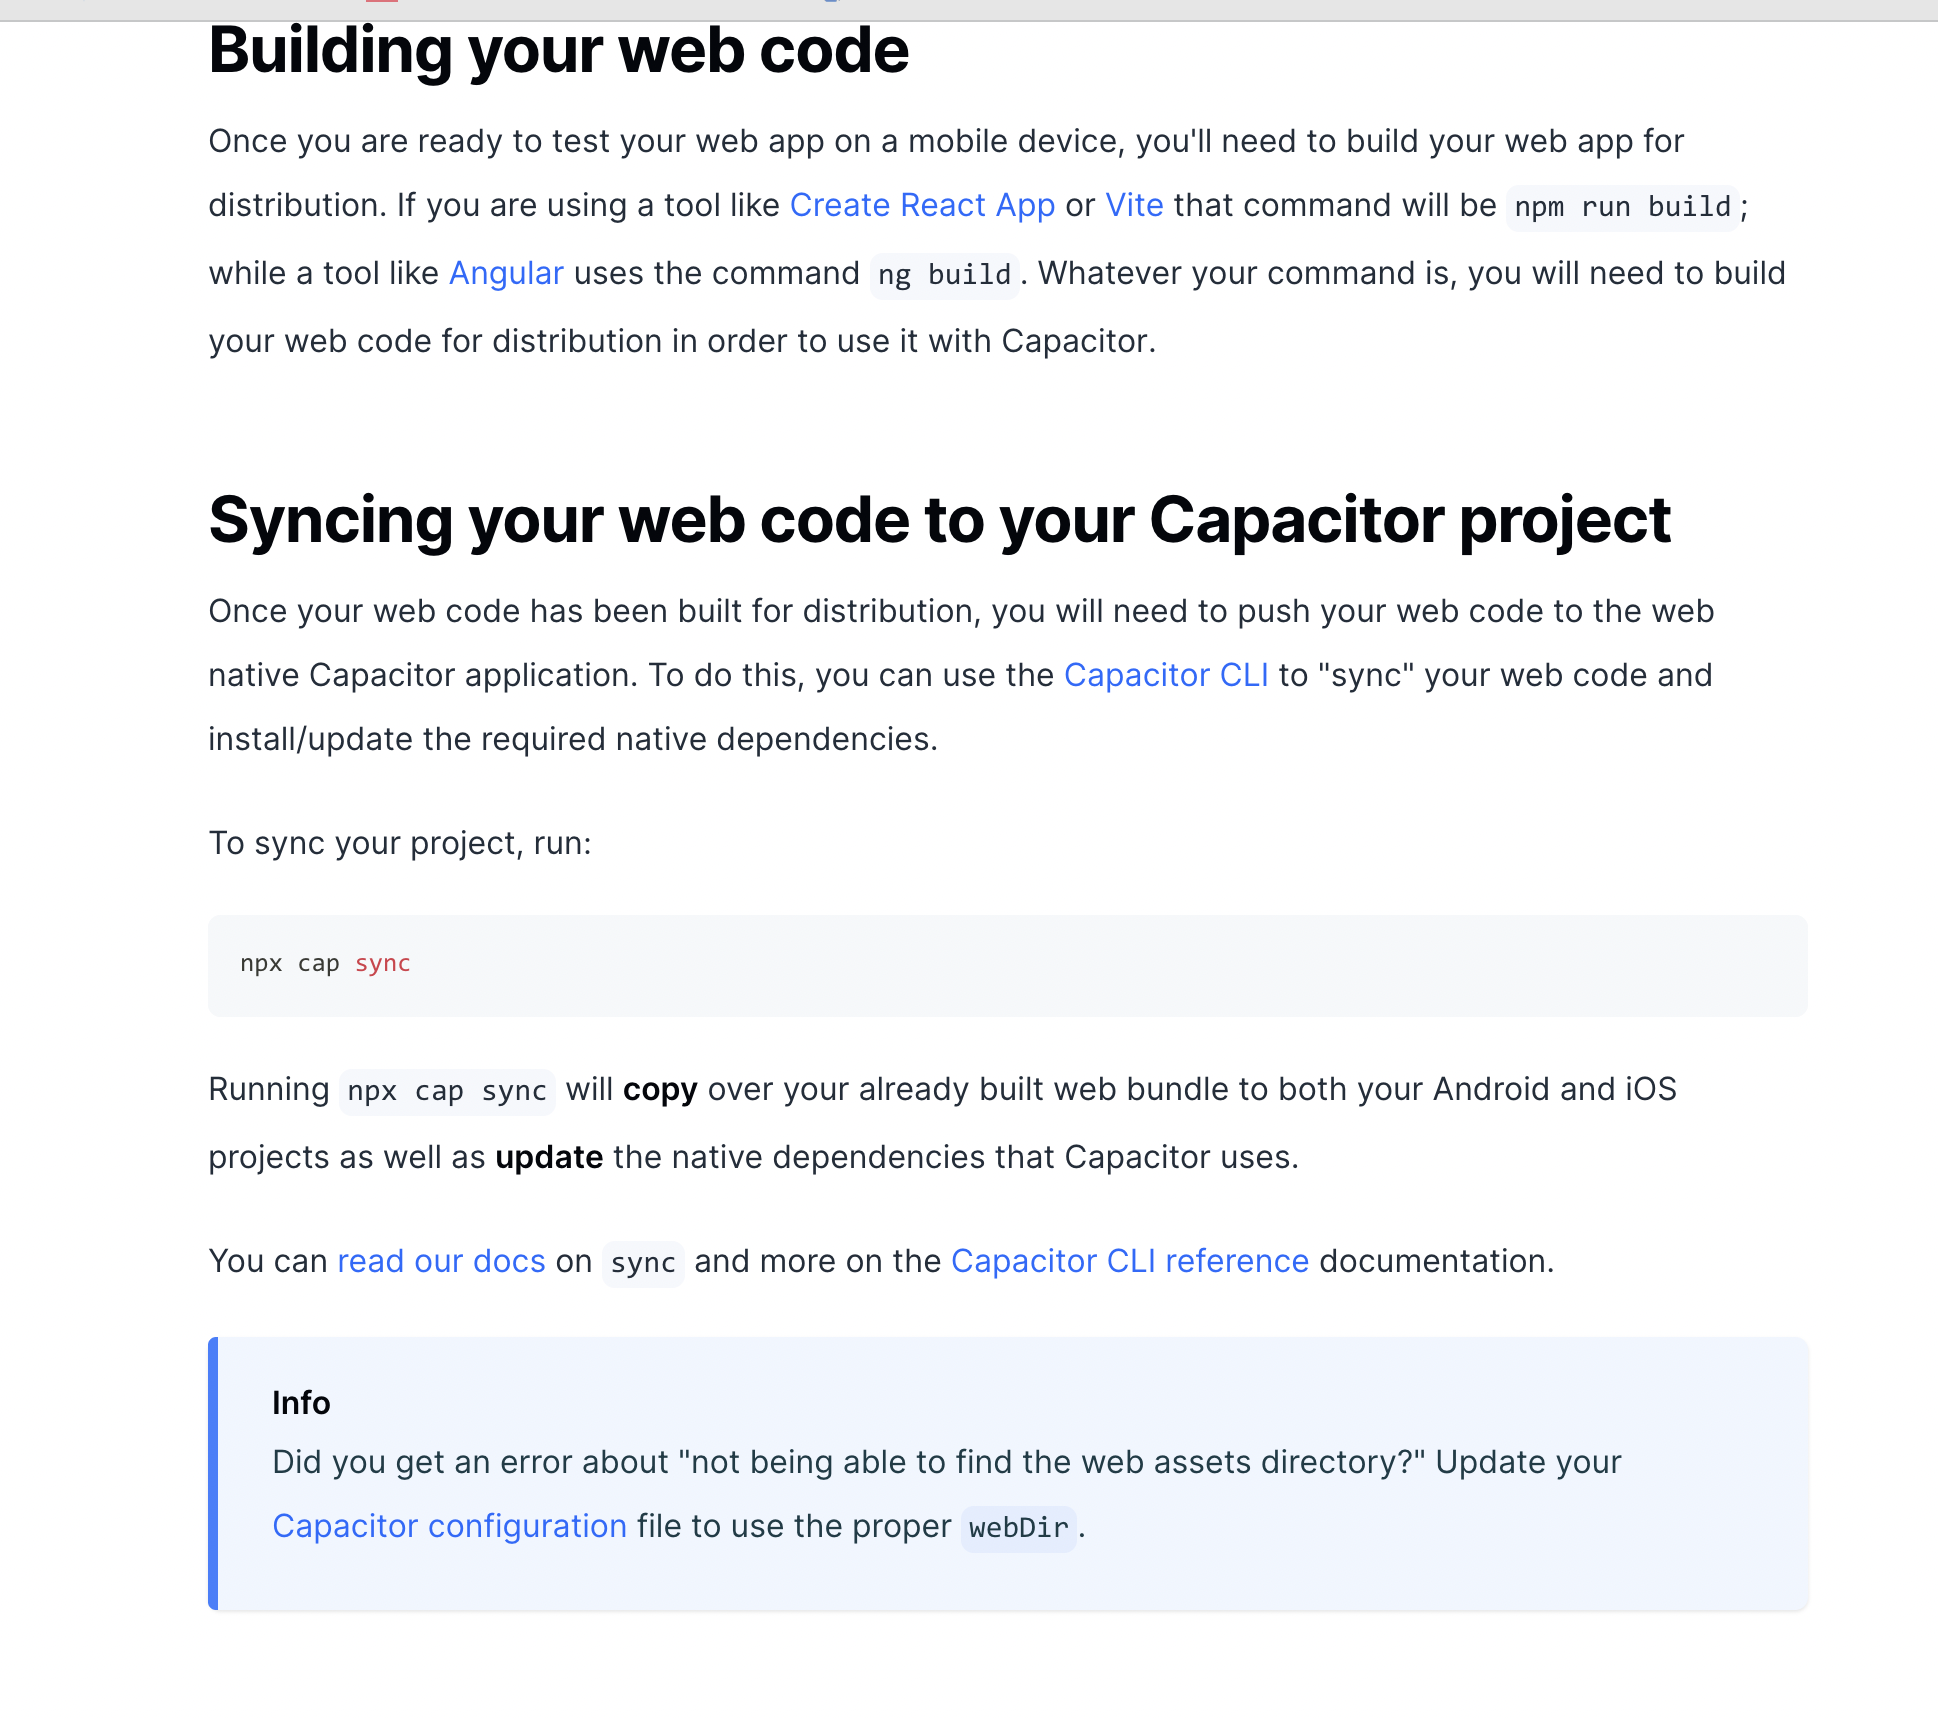 Building your web code
Once you are ready to test your web app on a mobile device, you'll need to build your web app for
distribution. If you are using a tool like Create React App or Vite that command will be npm run build;
while a tool like Angular uses the command ng build. Whatever your command is, you will need to build
your web code for distribution in order to use it with Capacitor.
Syncing your web code to your Capacitor project
Once your web code has been built for distribution, you will need to push your web code to the web
native Capacitor application. To do this, you can use the Capacitor CLI to "sync" your web code and
install/update the required native dependencies.
To sync your project, run:
npx cap sync
Running npx cap sync will copy over your already built web bundle to both your Android and iOS
projects as well as update the native dependencies that Capacitor uses.
You can read our docs on sync and more on the Capacitor CLI reference documentation.
Info
Did you get an error about "not being able to find the web assets directory?" Update your
Capacitor configuration file to use the proper webDir.